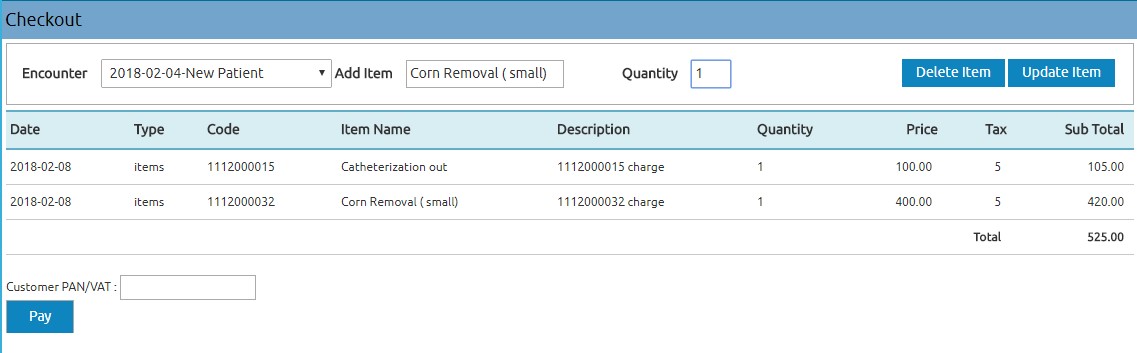 Checkout
Encounter 2018-02-04-New Patient Add Item Corn Removal ( small) Quantity 1 Delete Item Update Item
Date Type Code Item Name Description Quantity Price Tax Sub Total
2018-02-08 items 1112000015 Catheterization out 1112000015 charge 1 100.00 5 105.00
2018-02-08 items 1112000032 Corn Removal ( small) 1112000032 charge 1 400.00 5 420.00
Total 525.00
Customer PAN/VAT :
Pay